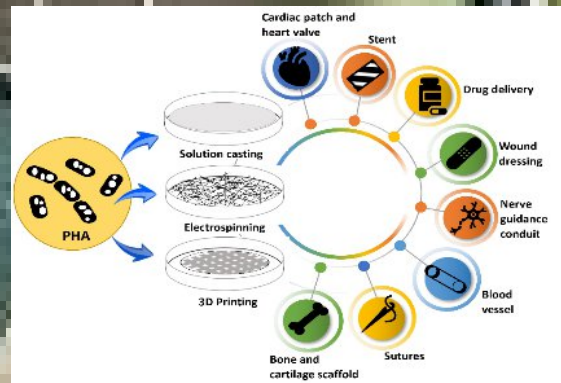 Cardiac patch and
heart valve
Stent
Drug delivery
Solution casting
Wound
dressing
PHA
Electrospinning
Nerve
guidance
conduit
3D Printing
Blood
vessel
Bone and
cartilage scaffold
Sutures